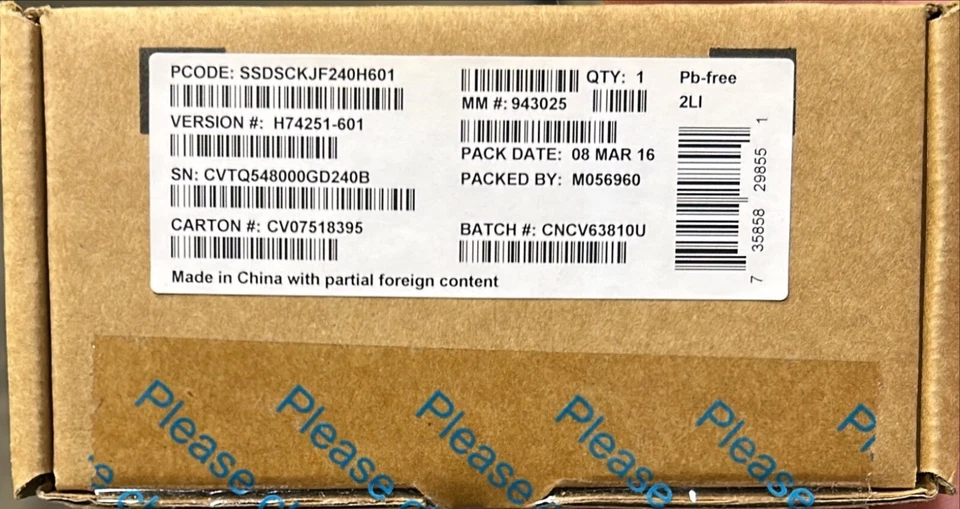 PCODE: SSDSCKJF240H601
VERSION #: H74251-601
SN: CVTQ548000GD240B
CARTON #: CV07518395
Made in China with partial foreign content
QTY: 1
MM #: 943025
PACK DATE: 08 MAR 16
PACKED BY: M056960
BATCH #: CNCV63810U
Pb-free
2LI
7 35858 29855 1
Please Please Please Please Please